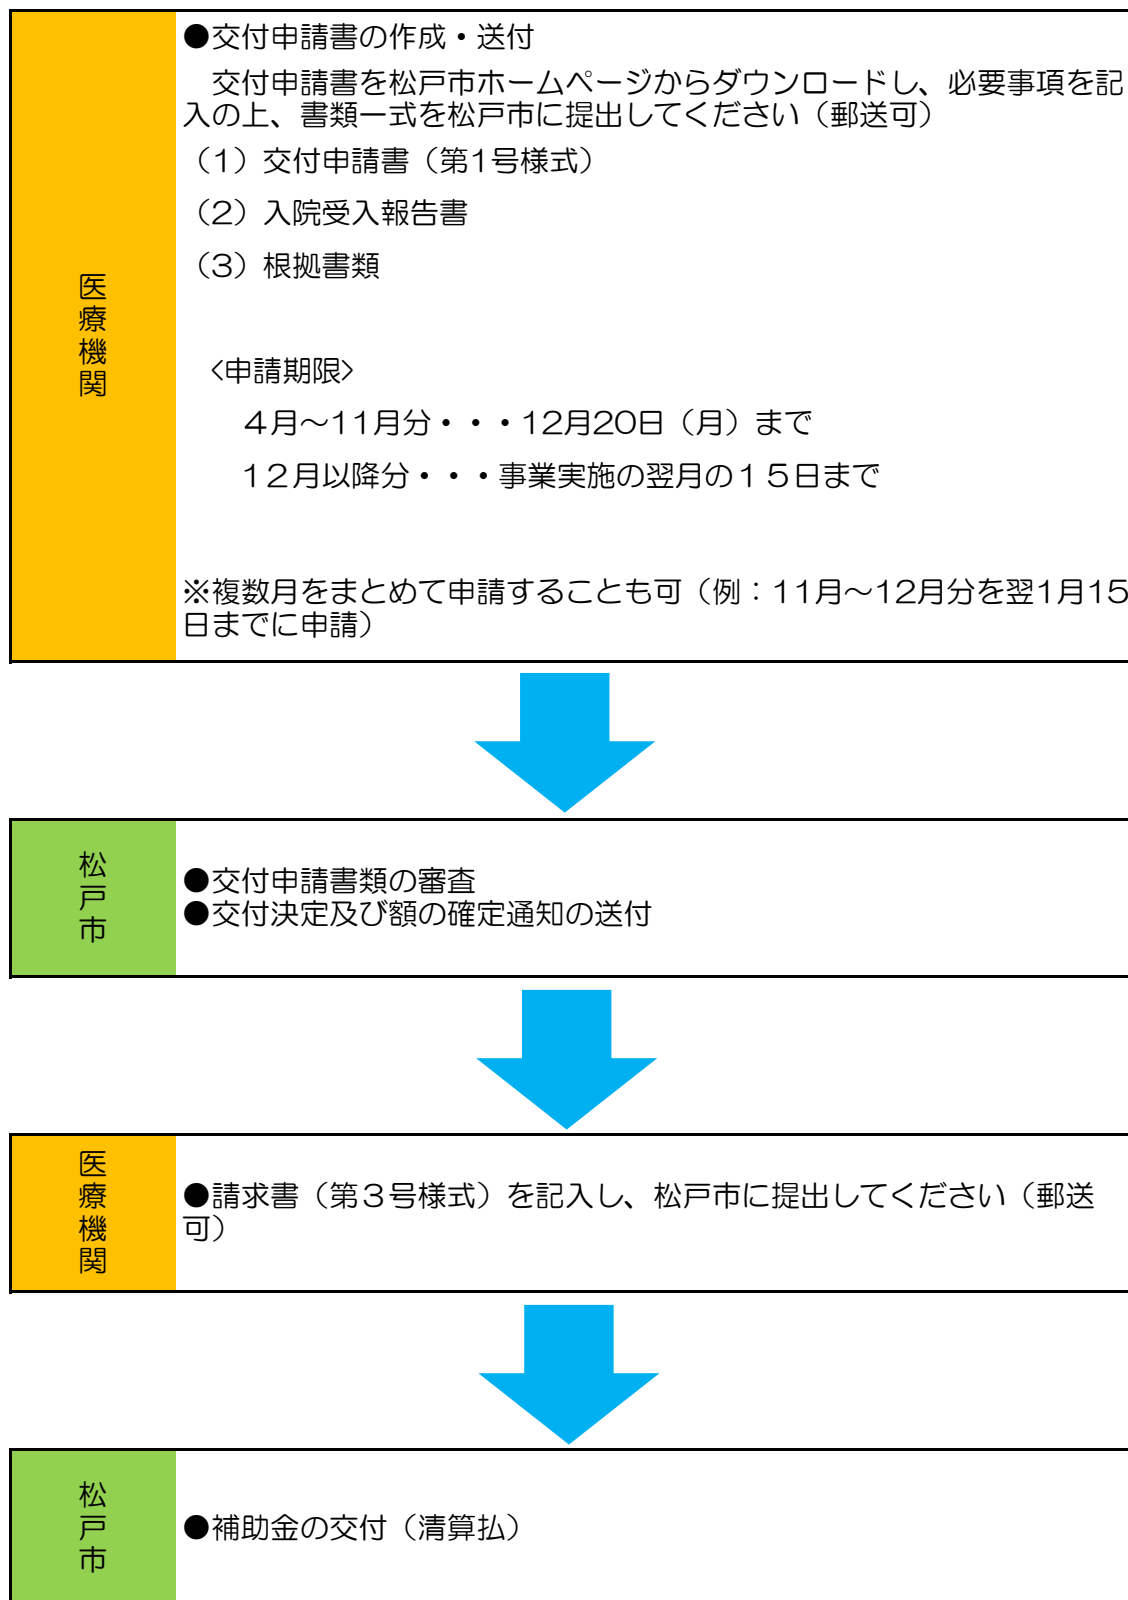 医療機関
●交付申請書の作成・送付
　交付申請書を松戸市ホームページからダウンロードし、必要事項を記
入の上、書類一式を松戸市に提出してください（郵送可）
（1）交付申請書（第1号様式）
（2）入院受入報告書
（3）根拠書類
<申請期限>
４月～11月分・・・12月20日（月）まで
１２月以降分・・・事業実施の翌月の１５日まで
※複数月をまとめて申請することも可（例：11月～12月分を翌1月15
日までに申請）
松戸市
●交付申請書類の審査
●交付決定及び額の確定通知の送付
医療機関
●請求書（第３号様式）を記入し、松戸市に提出してください（郵送
可）
松戸市
●補助金の交付（清算払）